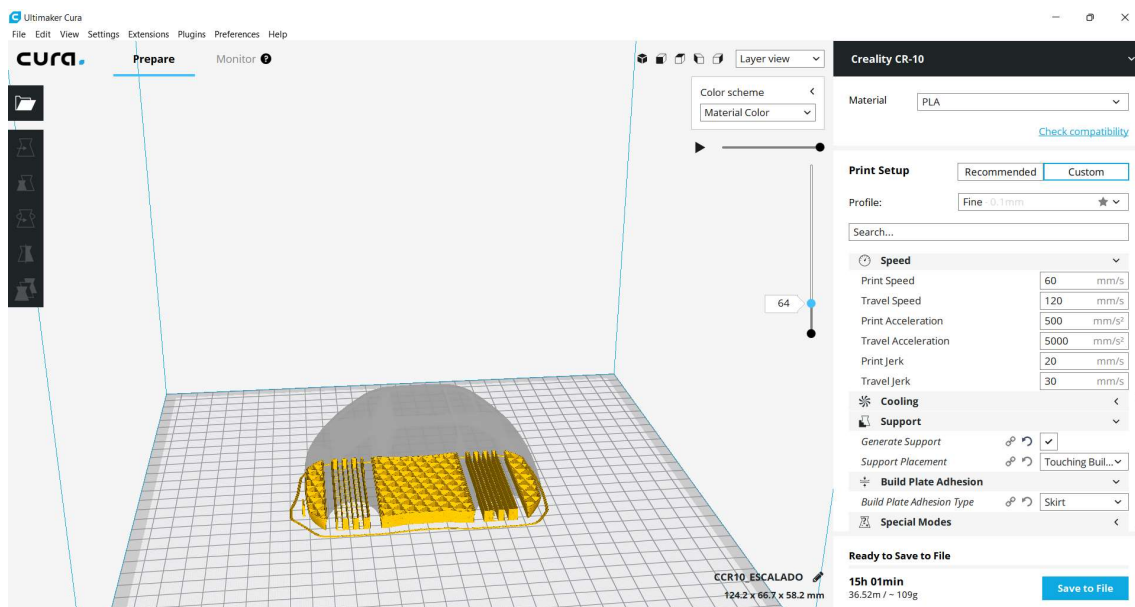 Ultimaker Cura
File Edit View Settings Extensions Plugins Preferences Help
cura.
Prepare Monitor ?
Layer view
Color scheme
Material Color
64
CCR10_ESCALADO
124.2 x 66.7 x 58.2 mm
Creality CR-10
Material PLA
Check compatibility
Print Setup Recommended Custom
Profile: Fine - 0.1mm
Search...
Speed
Print Speed 60 mm/s
Travel Speed 120 mm/s
Print Acceleration 500 mm/s²
Travel Acceleration 5000 mm/s²
Print Jerk 20 mm/s
Travel Jerk 30 mm/s
Cooling
Support
Generate Support
Support Placement Touching Buil...
Build Plate Adhesion
Build Plate Adhesion Type Skirt
Special Modes
Ready to Save to File
15h 01min
36.52m / ~ 109g
Save to File